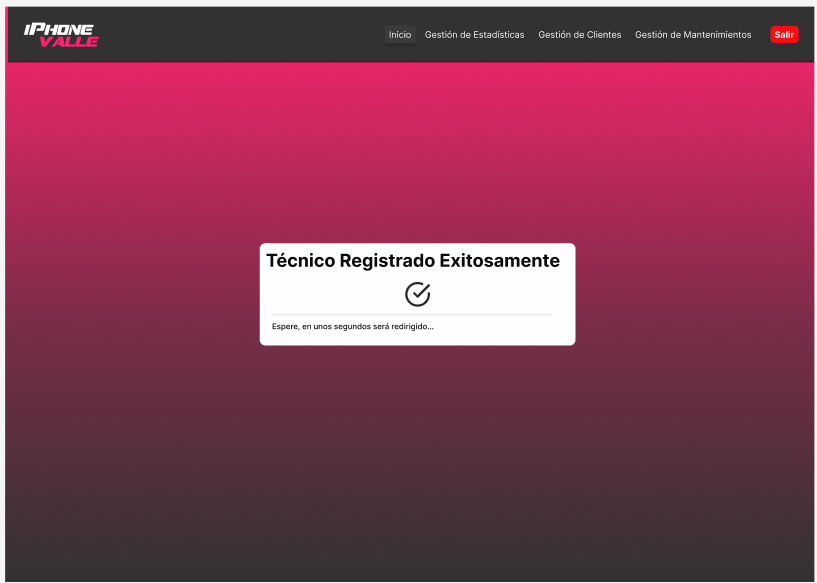 iPHONE
VALLE
Inicio Gestión de Estadísticas Gestión de Clientes Gestión de Mantenimientos Salir
Técnico Registrado Exitosamente
Espere, en unos segundos será redirigido...